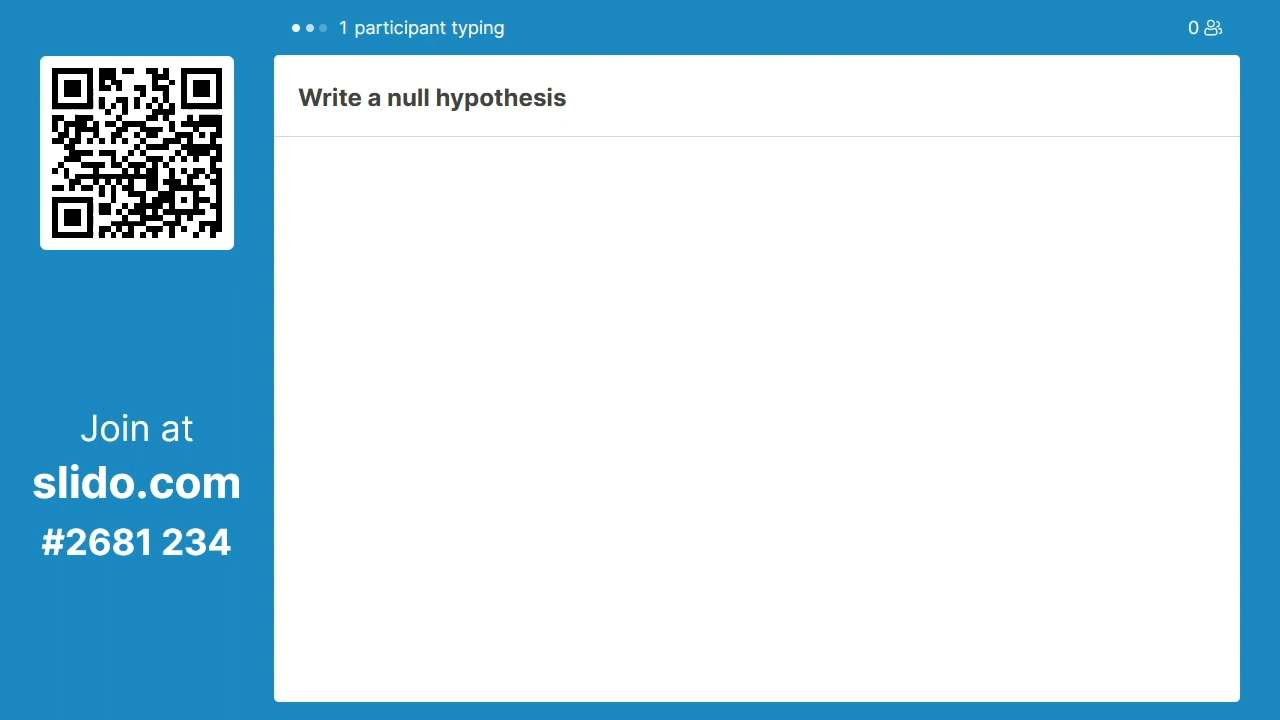 1 participant typing
0
Write a null hypothesis
Join at
slido.com
#2681 234